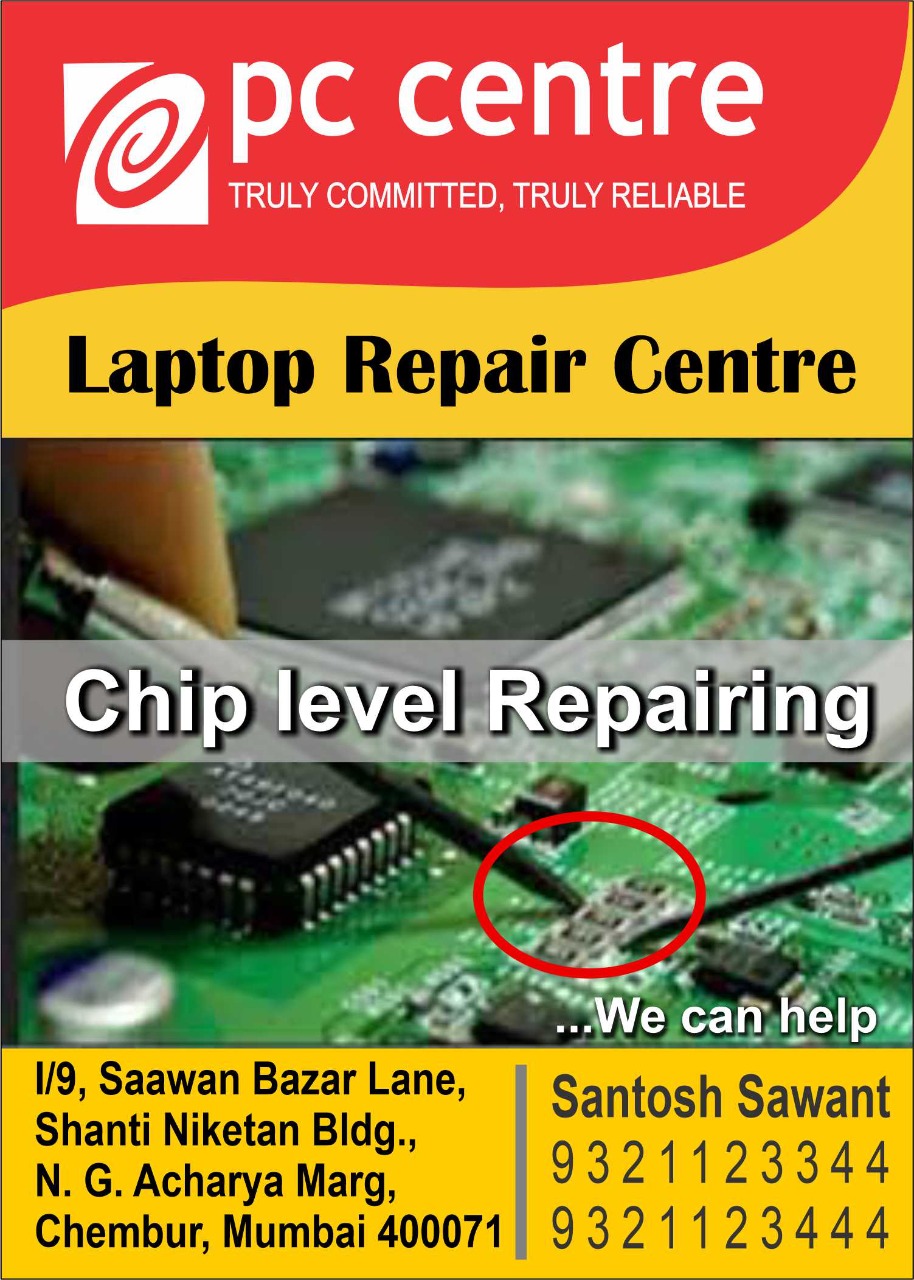 pc centre
TRULY COMMITTED, TRULY RELIABLE
Laptop Repair Centre
Chip level Repairing
...We can help
I/9, Saawan Bazar Lane,
Shanti Niketan Bldg.,
N. G. Acharya Marg,
Chembur, Mumbai 400071
Santosh Sawant
9321123344
9321123444